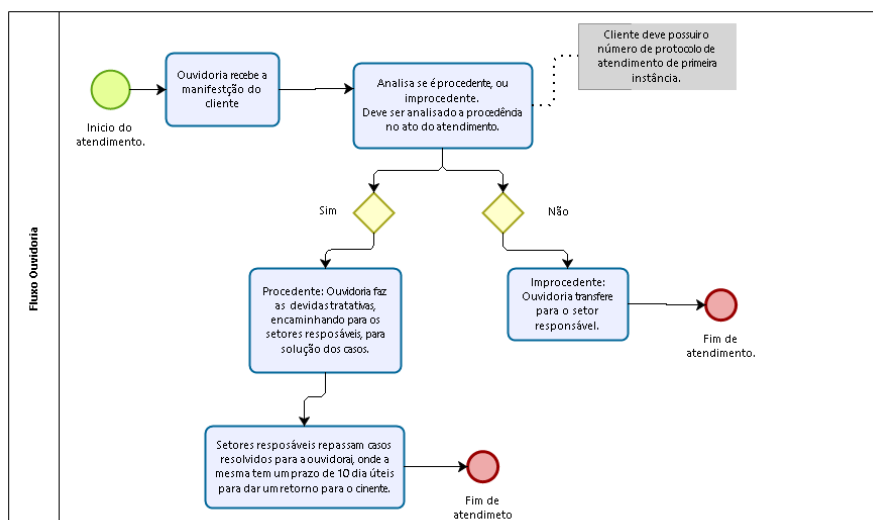 Fluxo Ouvidoria
Inicio do
atendimento.
Ouvidoria recebe a
manifestção do
cliente
Analisa se é procedente, ou
improcedente.
Deve ser analisado a procedência
no ato do atendimento.
Cliente deve possuir o
número de protocolo de
atendimento de primeira
instância.
Sim
Não
Procedente: Ouvidoria faz
as devidas tratativas,
encaminhando para os
setores resposáveis, para
solução dos casos.
Improcedente:
Ouvidoria transfere
para o setor
responsável.
Fim de
atendimento.
Setores resposáveis repassam casos
resolvidos para a ouvidorai, onde a
mesma tem um prazo de 10 dia úteis
para dar um retorno para o cinente.
Fim de
atendimeto